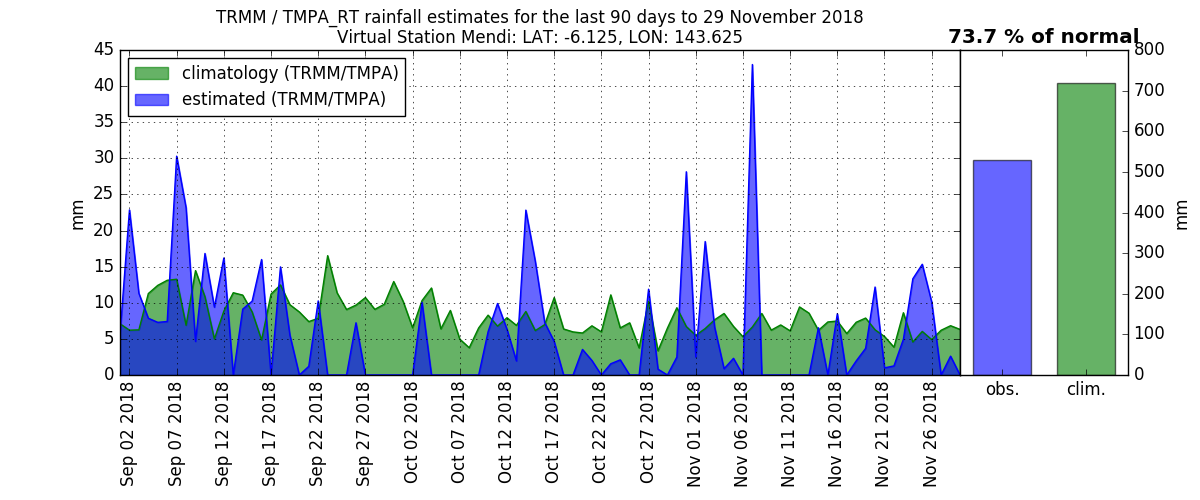 TRMM / TMPA_RT rainfall estimates for the last 90 days to 29 November 2018
Virtual Station Mendi: LAT: -6.125, LON: 143.625
73.7 % of normal
climatology (TRMM/TMPA)
estimated (TRMM/TMPA)
mm
45
40
35
30
25
20
15
10
5
0
Sep 02 2018
Sep 07 2018
Sep 12 2018
Sep 17 2018
Sep 22 2018
Sep 27 2018
Oct 02 2018
Oct 07 2018
Oct 12 2018
Oct 17 2018
Oct 22 2018
Oct 27 2018
Nov 01 2018
Nov 06 2018
Nov 11 2018
Nov 16 2018
Nov 21 2018
Nov 26 2018
obs.
clim.
800
700
600
500
400
300
200
100
0
mm